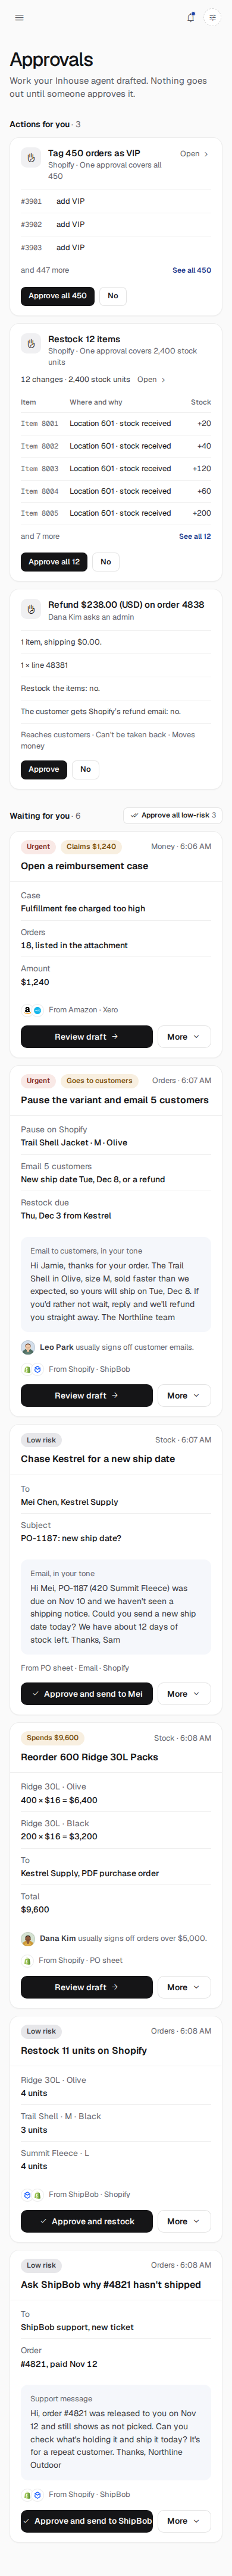 Approvals
Work your Inhouse agent drafted. Nothing goes
out until someone approves it.
Actions for you · 3
Tag 450 orders as VIP
Open
Shopify · One approval covers all
450
#3901 add VIP
#3902 add VIP
#3903 add VIP
and 447 more See all 450
Approve all 450 No
Restock 12 items
Shopify · One approval covers 2,400 stock
units
12 changes · 2,400 stock units Open
Item Where and why Stock
Item 8001 Location 601 · stock received +20
Item 8002 Location 601 · stock received +40
Item 8003 Location 601 · stock received +120
Item 8004 Location 601 · stock received +60
Item 8005 Location 601 · stock received +200
and 7 more See all 12
Approve all 12 No
Refund $238.00 (USD) on order 4838
Dana Kim asks an admin
1 item, shipping $0.00.
1 × line 48381
Restock the items: no.
The customer gets Shopify's refund email: no.
Reaches customers · Can't be taken back · Moves
money
Approve No
Waiting for you · 6 Approve all low-risk 3
Urgent Claims $1,240 Money · 6:06 AM
Open a reimbursement case
Case
Fulfillment fee charged too high
Orders
18, listed in the attachment
Amount
$1,240
From Amazon · Xero
Review draft More
Urgent Goes to customers Orders · 6:07 AM
Pause the variant and email 5 customers
Pause on Shopify
Trail Shell Jacket · M · Olive
Email 5 customers
New ship date Tue, Dec 8, or a refund
Restock due
Thu, Dec 3 from Kestrel
Email to customers, in your tone
Hi Jamie, thanks for your order. The Trail
Shell in Olive, size M, sold faster than we
expected, so yours will ship on Tue, Dec 8. If
you'd rather not wait, reply and we'll refund
you straight away. The Northline team
Leo Park usually signs off customer emails.
From Shopify · ShipBob
Review draft More
Low risk Stock · 6:07 AM
Chase Kestrel for a new ship date
To
Mei Chen, Kestrel Supply
Subject
PO-1187: new ship date?
Email, in your tone
Hi Mei, PO-1187 (420 Summit Fleece) was
due on Nov 10 and we haven't seen a
shipping notice. Could you send a new ship
date today? We have about 12 days of
stock left. Thanks, Sam
From PO sheet · Email · Shopify
Approve and send to Mei More
Spends $9,600 Stock · 6:08 AM
Reorder 600 Ridge 30L Packs
Ridge 30L · Olive
400 × $16 = $6,400
Ridge 30L · Black
200 × $16 = $3,200
To
Kestrel Supply, PDF purchase order
Total
$9,600
Dana Kim usually signs off orders over $5,000.
From Shopify · PO sheet
Review draft More
Low risk Orders · 6:08 AM
Restock 11 units on Shopify
Ridge 30L · Olive
4 units
Trail Shell · M · Black
3 units
Summit Fleece · L
4 units
From ShipBob · Shopify
Approve and restock More
Low risk Orders · 6:08 AM
Ask ShipBob why #4821 hasn't shipped
To
ShipBob support, new ticket
Order
#4821, paid Nov 12
Support message
Hi, order #4821 was released to you on Nov
12 and still shows as not picked. Can you
check what's holding it and ship it today? It's
for a repeat customer. Thanks, Northline
Outdoor
From Shopify · ShipBob
Approve and send to ShipBob More